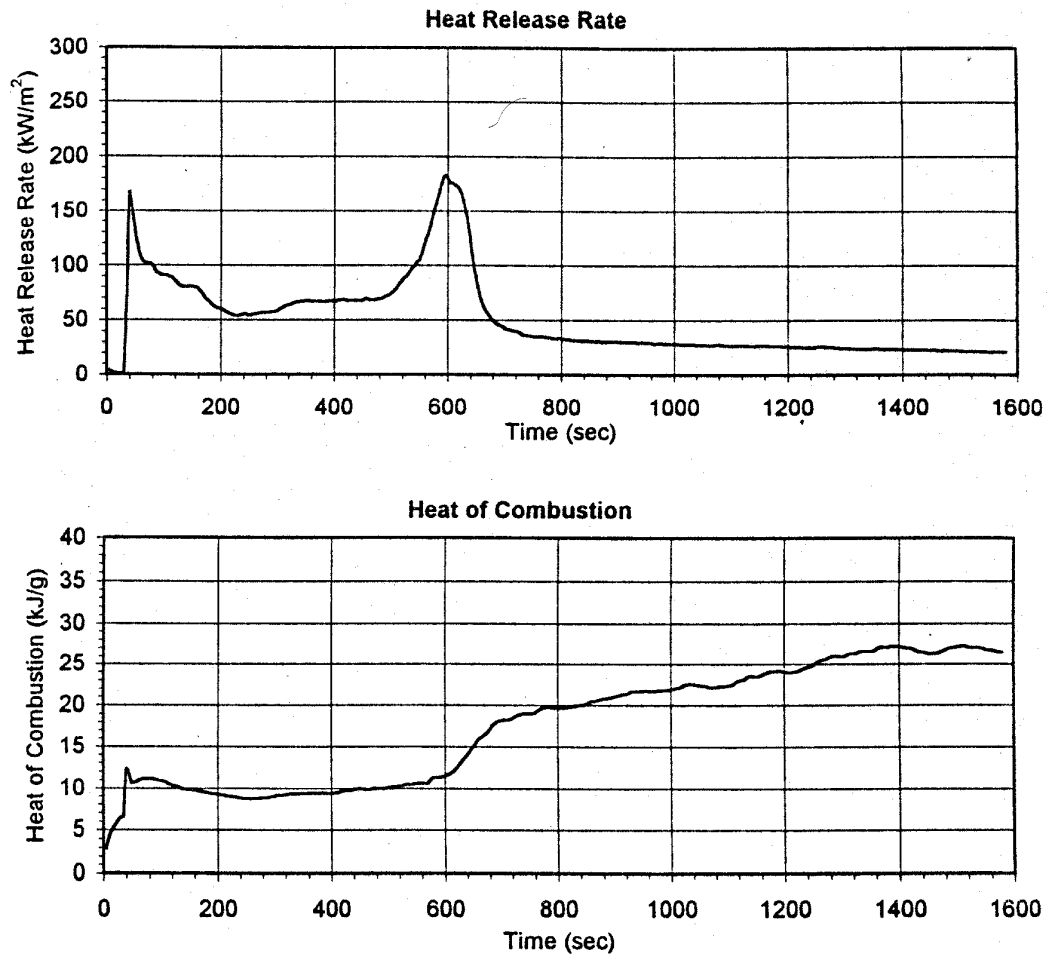 Heat Release Rate
Heat Release Rate (kW/m²)
300
250
200
150
100
50
0
0 200 400 600 800 1000 1200 1400 1600
Time (sec)
Heat of Combustion
Heat of Combustion (kJ/g)
40
35
30
25
20
15
10
5
0
0 200 400 600 800 1000 1200 1400 1600
Time (sec)